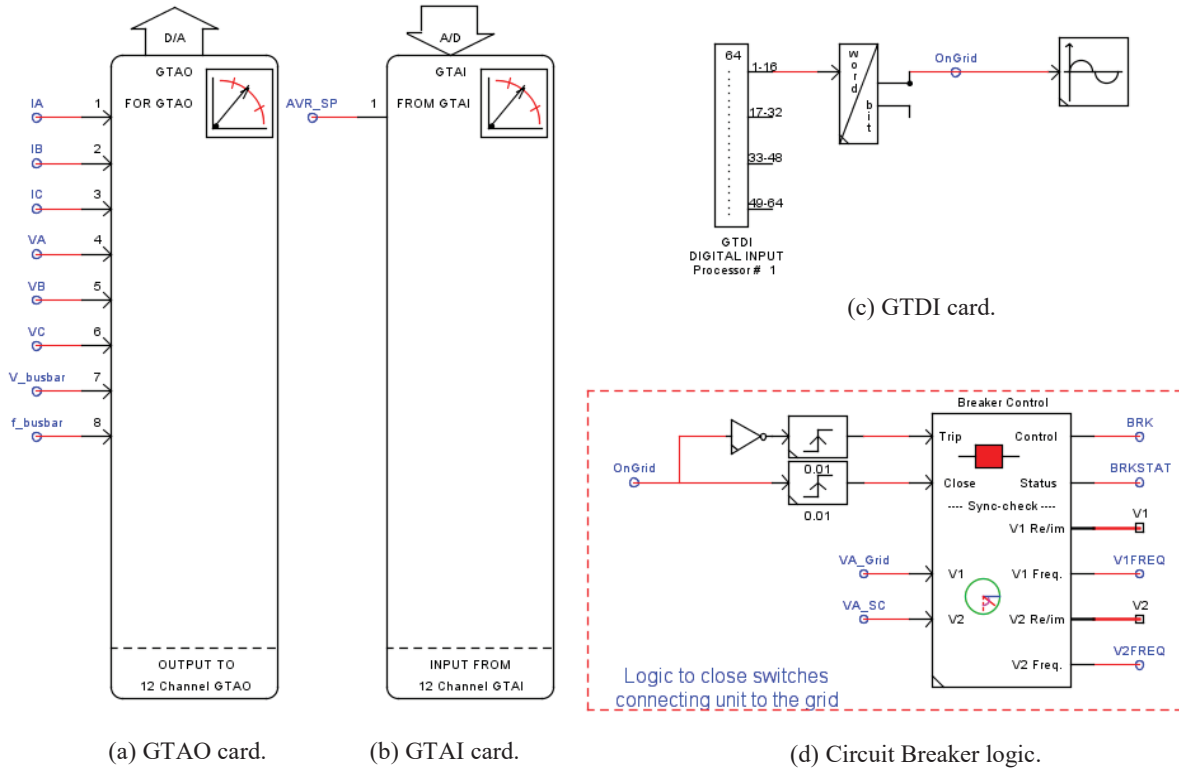 D/A
GTAO
FOR GTAO
IA
1
IB
2
IC
3
VA
4
VB
5
VC
6
V_busbar
7
f_busbar
8
OUTPUT TO
12 Channel GTAO
(a) GTAO card.
A/D
GTAI
FROM GTAI
AVR_SP
1
INPUT FROM
12 Channel GTAI
(b) GTAI card.
64
1-16
17-32
33-48
49-64
word
bit
OnGrid
GTDI
DIGITAL INPUT
Processor # 1
(c) GTDI card.
Breaker Control
OnGrid
0.01
0.01
Trip
Control
BRK
Close
Status
BRKSTAT
---- Sync-check ----
V1 Re/im
V1
VA_Grid
V1
V1 Freq.
V1FREQ
VA_SC
V2
V2 Re/im
V2
V2 Freq.
V2FREQ
Logic to close switches
connecting unit to the grid
(d) Circuit Breaker logic.